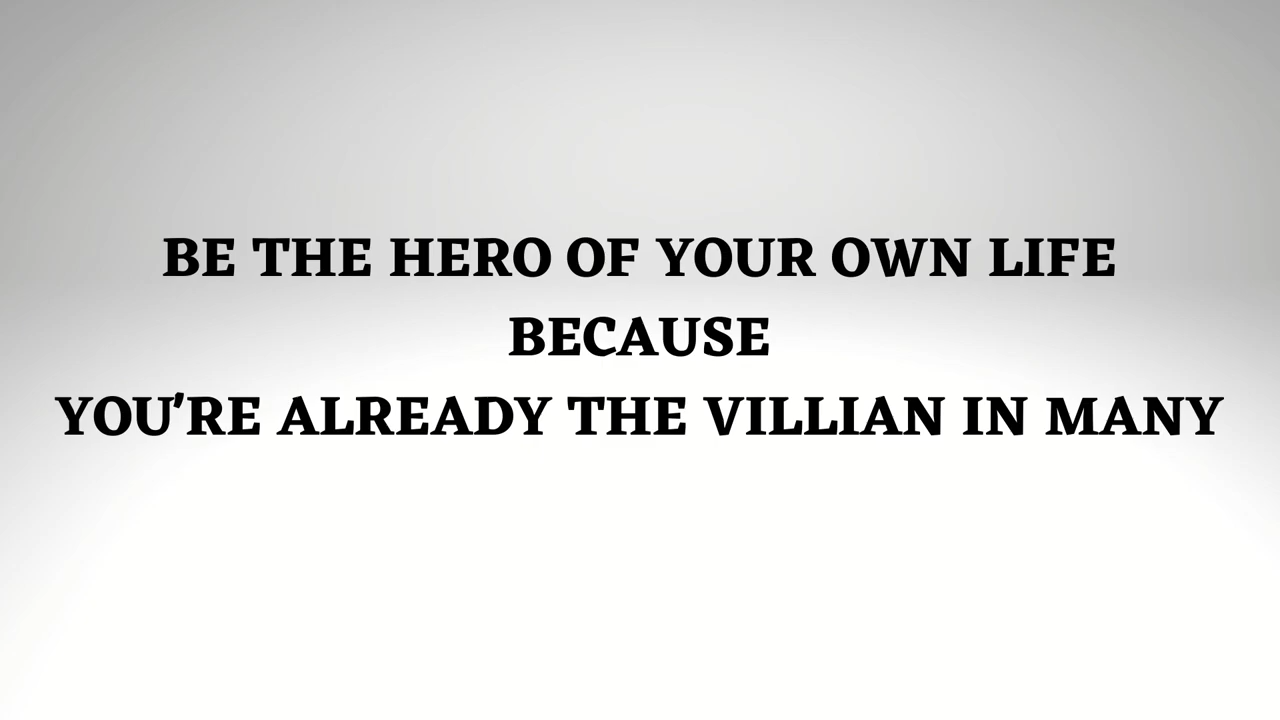 BE THE HERO OF YOUR OWN LIFE
BECAUSE
YOU'RE ALREADY THE VILLIAN IN MANY